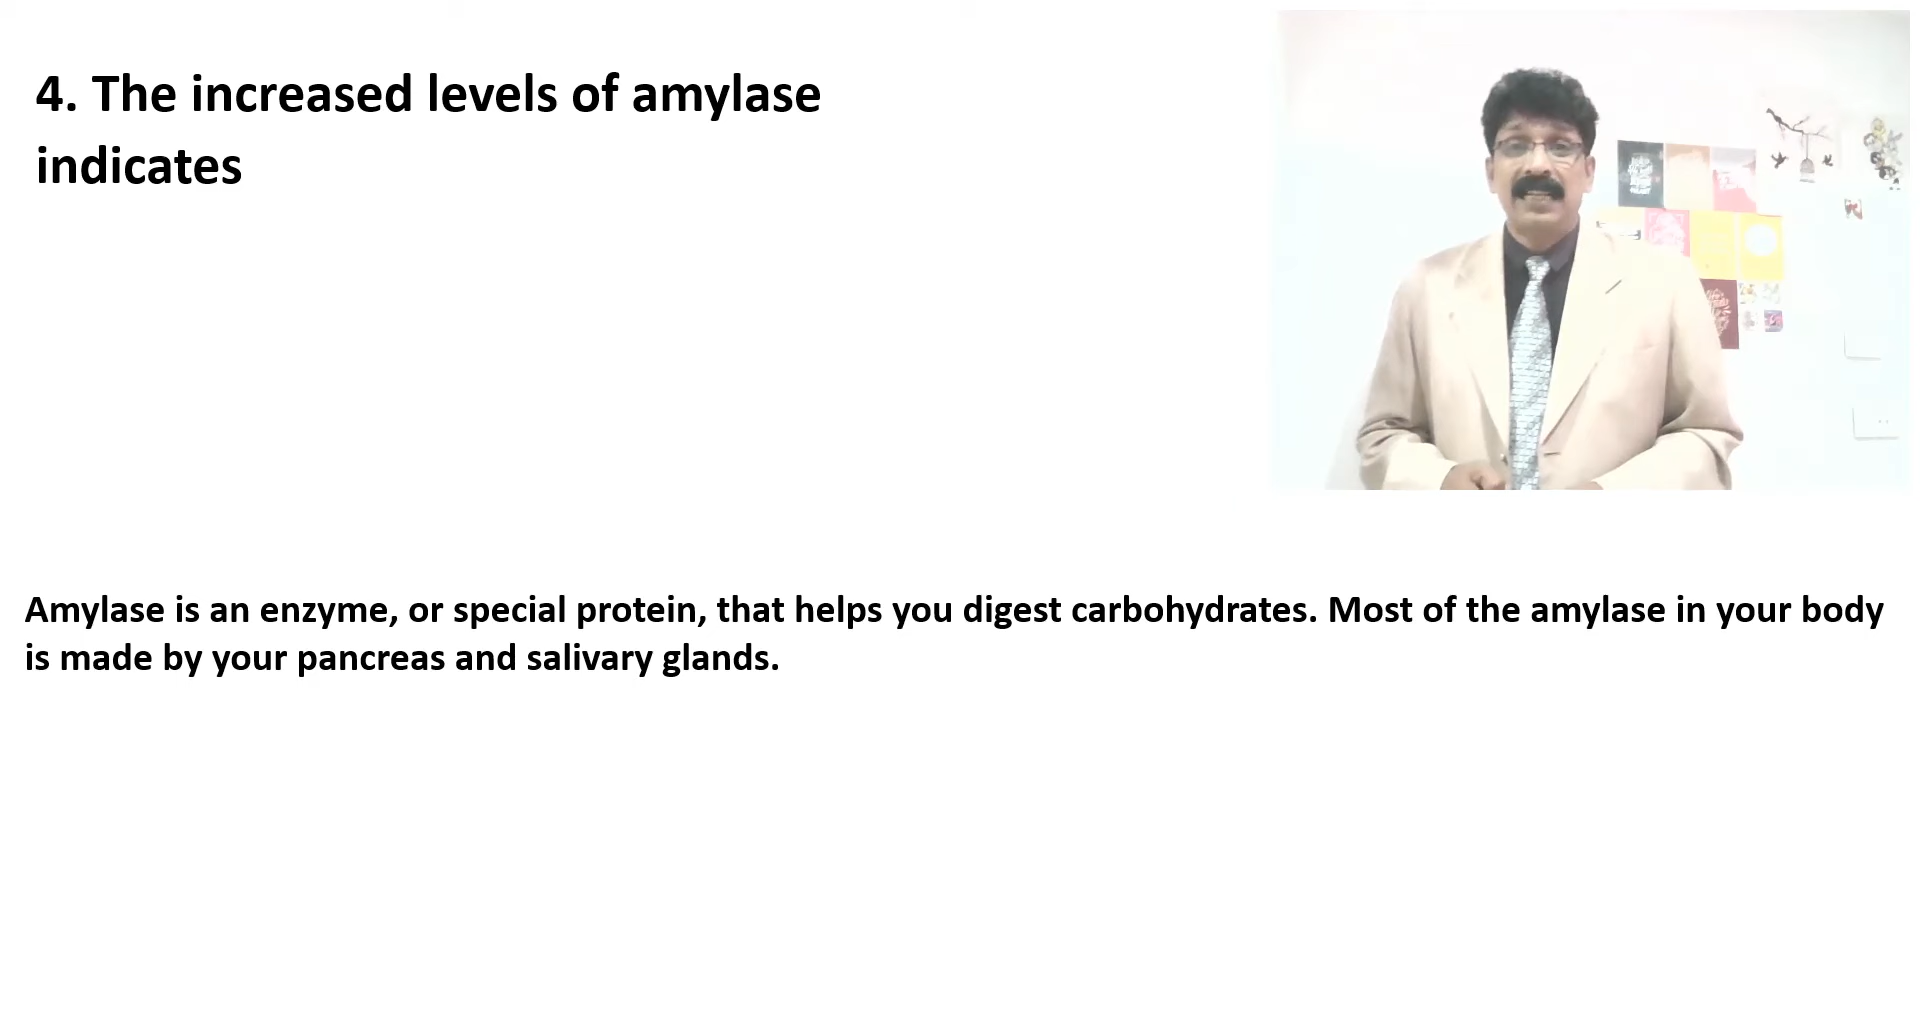 4. The increased levels of amylase
indicates
Amylase is an enzyme, or special protein, that helps you digest carbohydrates. Most of the amylase in your body
is made by your pancreas and salivary glands.